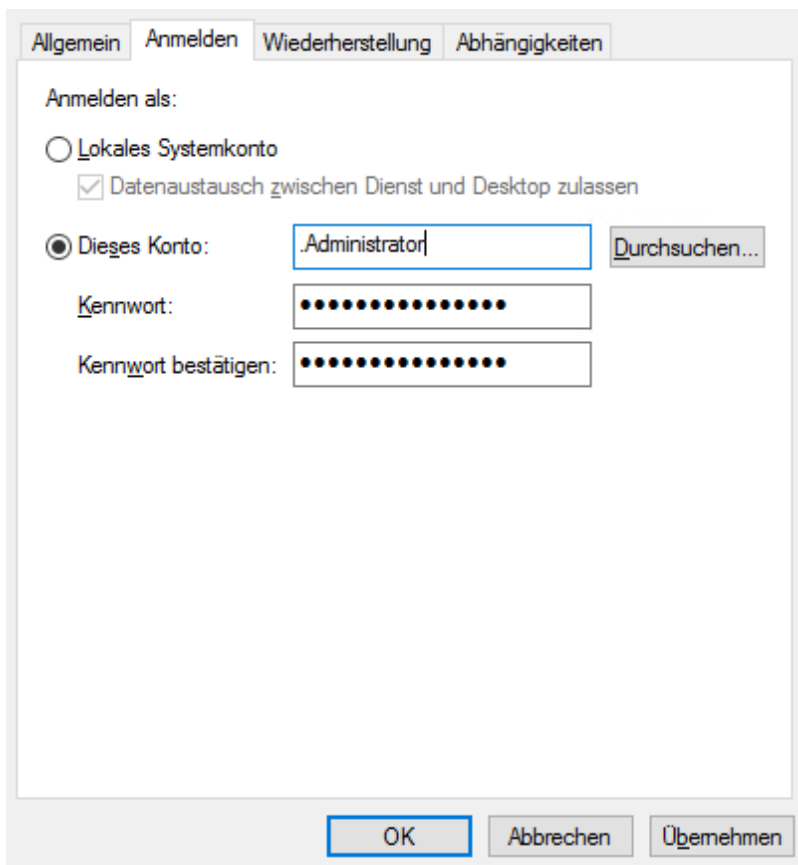 Allgemein Anmelden Wiederherstellung Abhängigkeiten
Anmelden als:
Lokales Systemkonto
Datenaustausch zwischen Dienst und Desktop zulassen
Dieses Konto: .Administrator Durchsuchen...
Kennwort: ●●●●●●●●●●●●●●●
Kennwort bestätigen: ●●●●●●●●●●●●●●●
OK Abbrechen Übernehmen